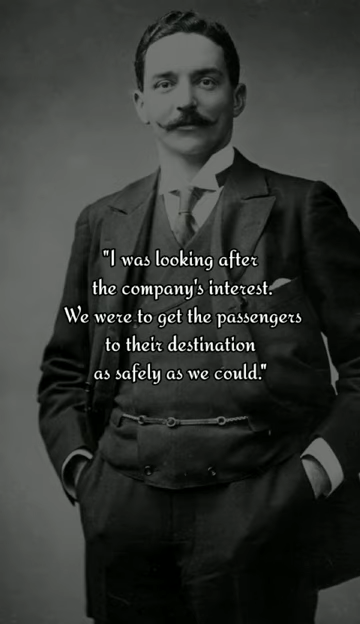 "I was looking after
the company's interest.
We were to get the passengers
to their destination
as safely as we could."